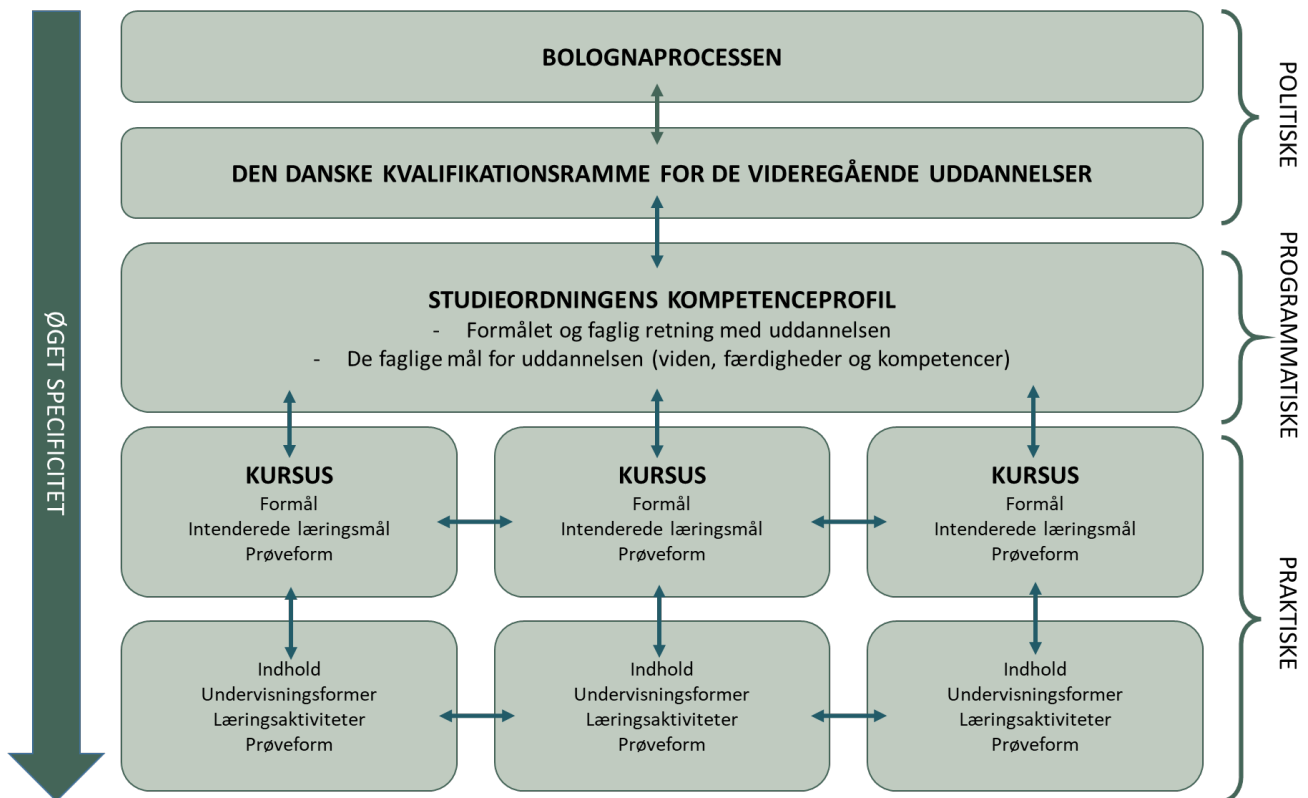 BOLOGNAPROCESSEN
DEN DANSKE KVALIFIKATIONSRAMME FOR DE VIDEREGÅENDE UDDANNELSER
POLITISKE
STUDIEORDNINGENS KOMPETENCEPROFIL
- Formålet og faglig retning med uddannelsen
- De faglige mål for uddannelsen (viden, færdigheder og kompetencer)
PROGRAMMATISKE
ØGET SPECIFICITET
KURSUS
Formål
Intenderede læringsmål
Prøveform
KURSUS
Formål
Intenderede læringsmål
Prøveform
KURSUS
Formål
Intenderede læringsmål
Prøveform
Indhold
Undervisningsformer
Læringsaktiviteter
Prøveform
Indhold
Undervisningsformer
Læringsaktiviteter
Prøveform
Indhold
Undervisningsformer
Læringsaktiviteter
Prøveform
PRAKTISKE